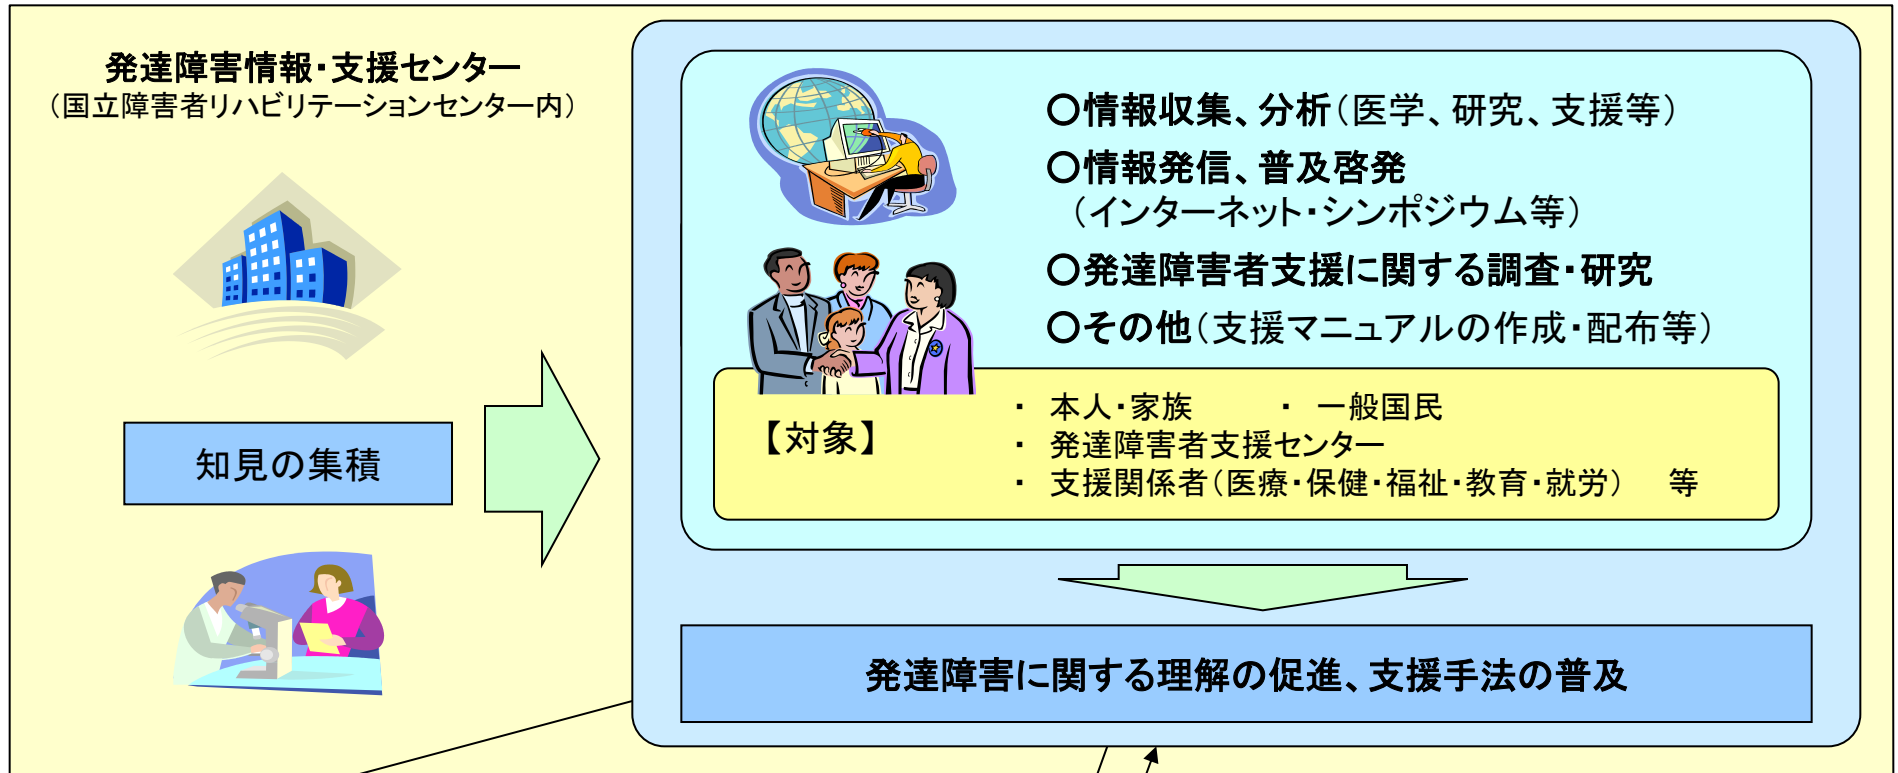 発達障害情報・支援センター
（国立障害者リハビリテーションセンター内）
知見の集積
〇情報収集、分析（医学、研究、支援等）
〇情報発信、普及啓発
（インターネット・シンポジウム等）
〇発達障害者支援に関する調査・研究
〇その他（支援マニュアルの作成・配布等）
【対象】
・ 本人・家族　　・ 一般国民
・ 発達障害者支援センター
・ 支援関係者（医療・保健・福祉・教育・就労）　等
発達障害に関する理解の促進、支援手法の普及